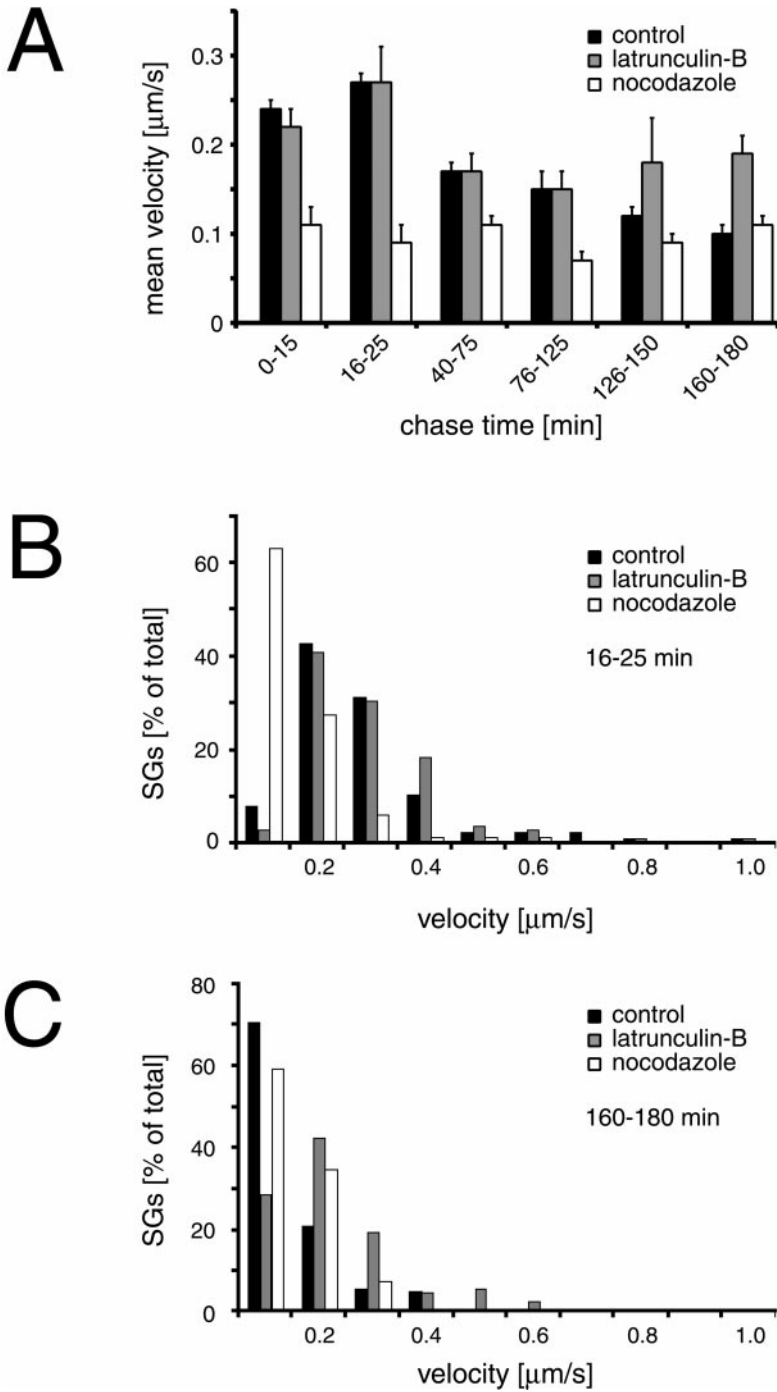 A
mean velocity [µm/s]
0.3
0.2
0.1
0
control
latrunculin-B
nocodazole
0-15
16-25
40-75
76-125
126-150
160-180
chase time [min]
B
SGs [% of total]
60
40
20
0
control
latrunculin-B
nocodazole
16-25 min
0.2
0.4
0.6
0.8
1.0
velocity [µm/s]
C
SGs [% of total]
80
60
40
20
0
control
latrunculin-B
nocodazole
160-180 min
0.2
0.4
0.6
0.8
1.0
velocity [µm/s]